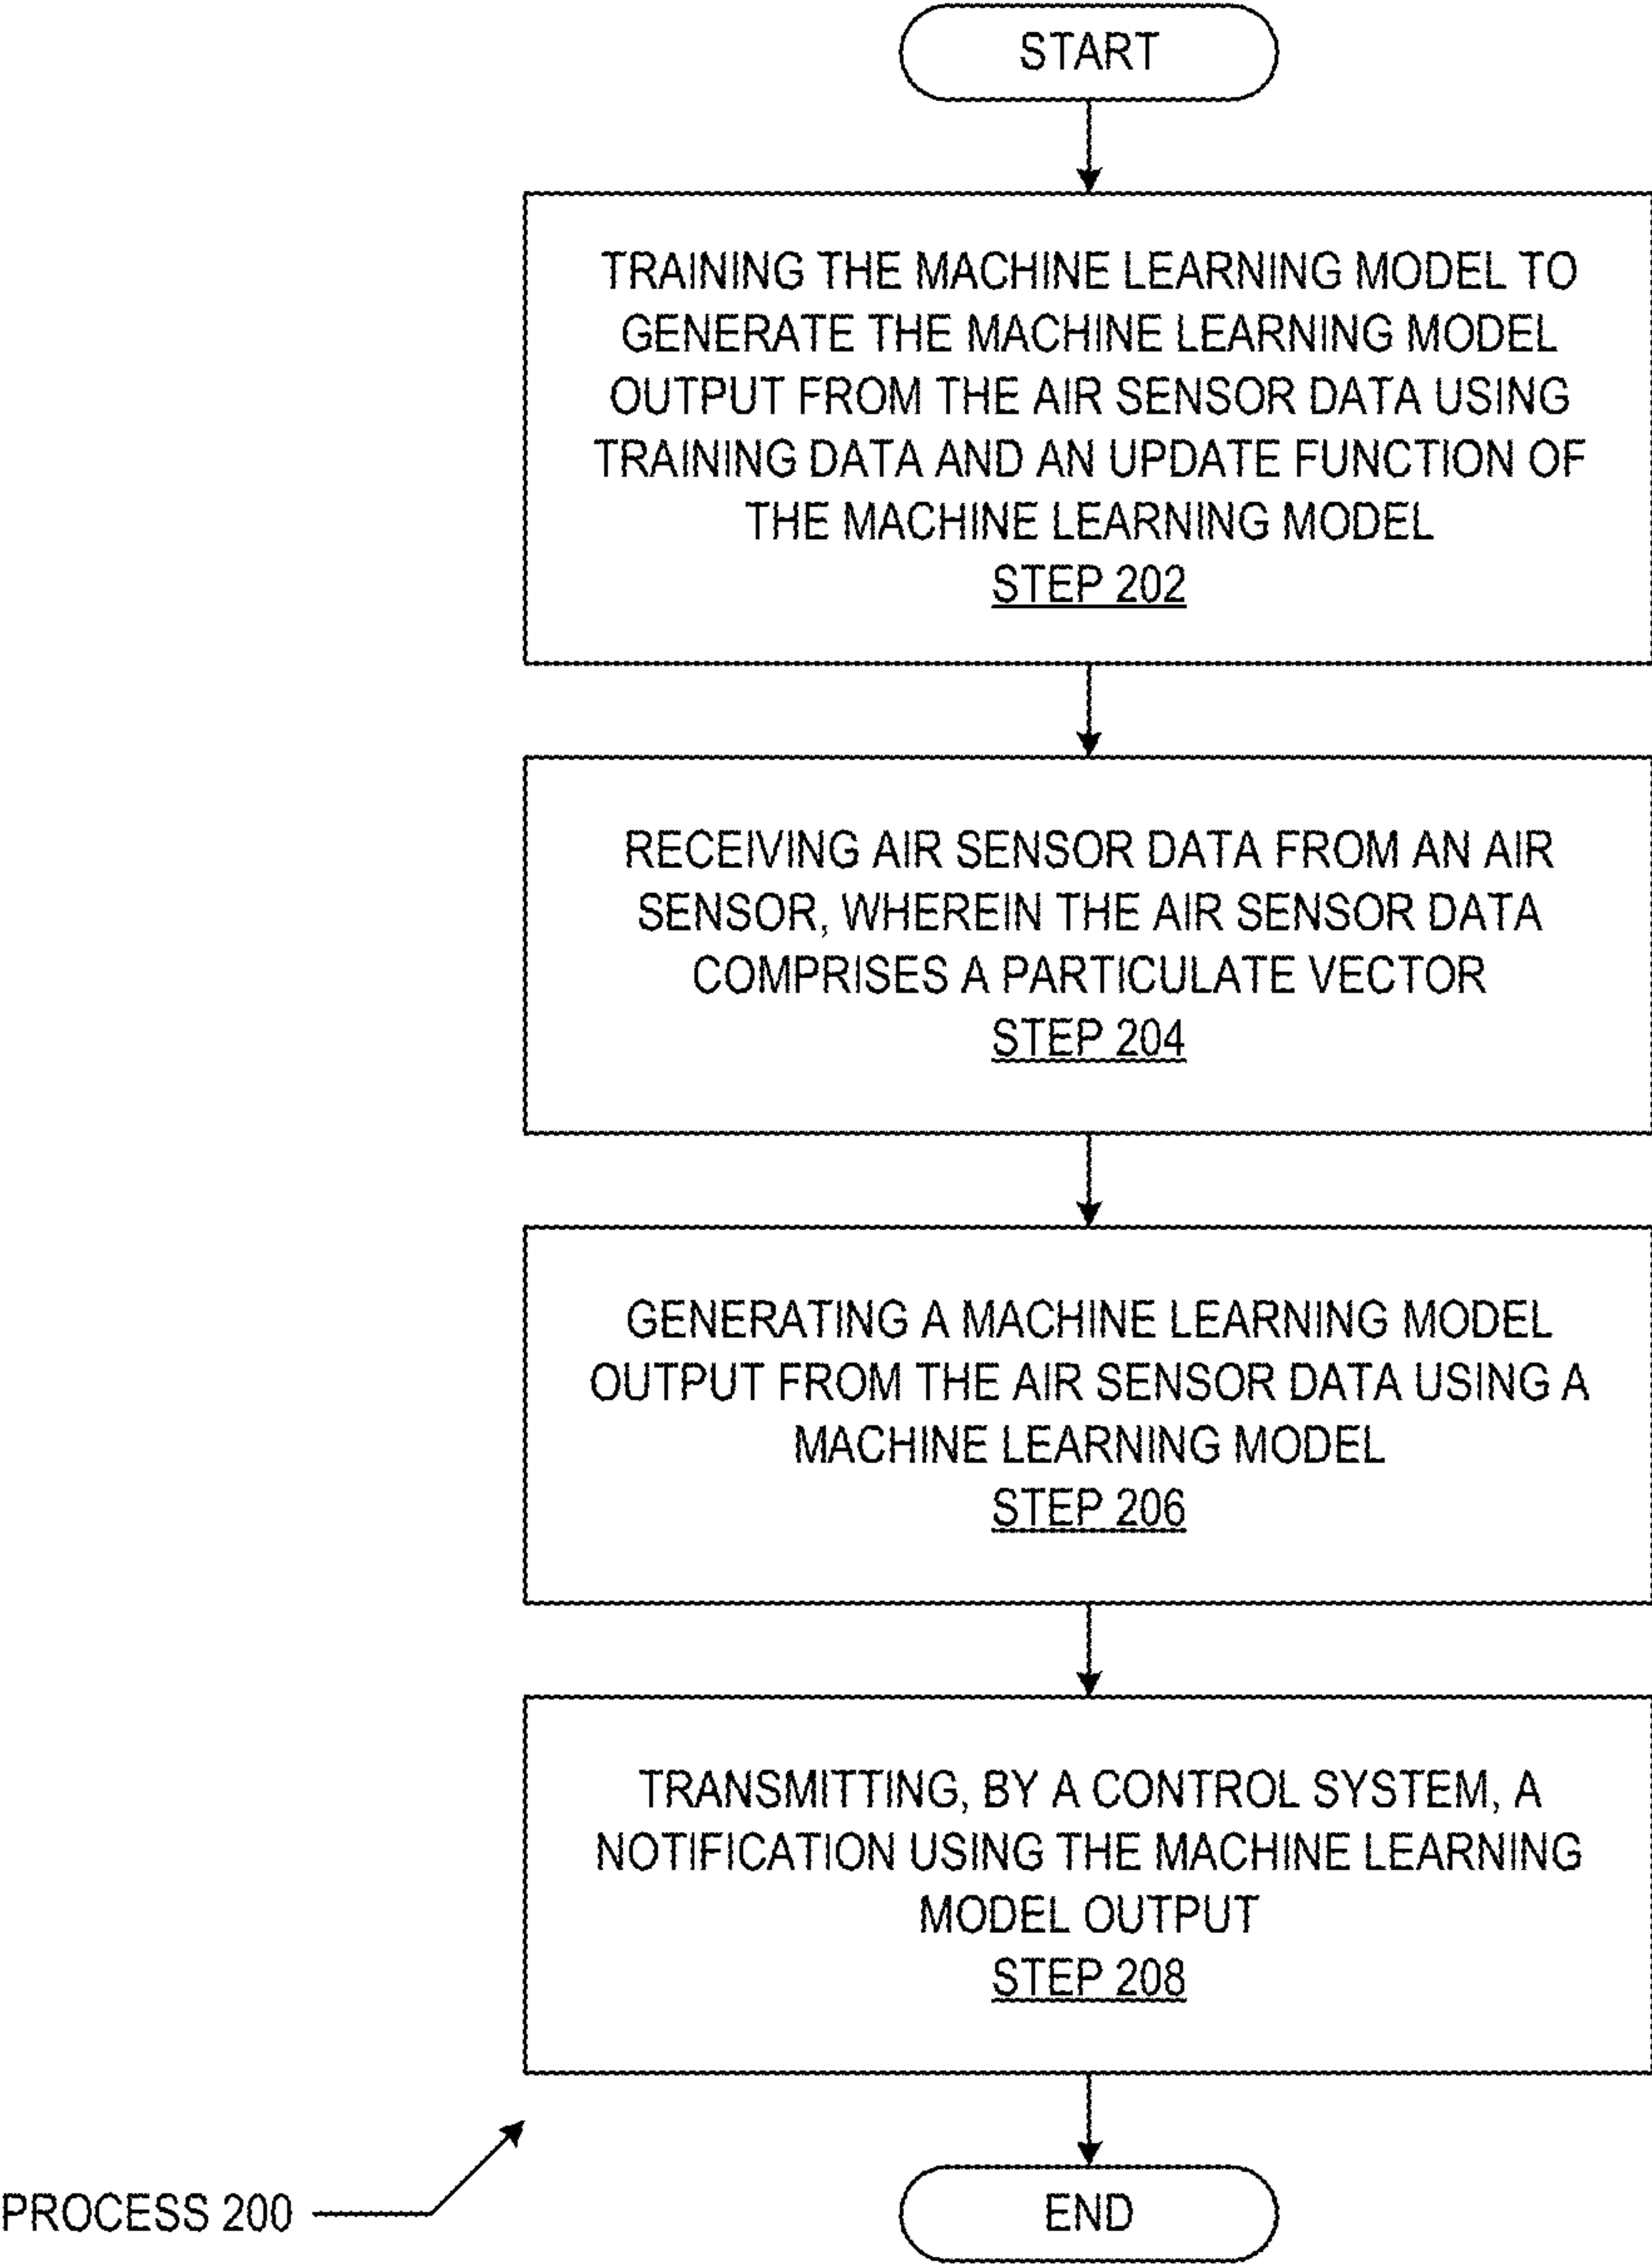 START
TRAINING THE MACHINE LEARNING MODEL TO
GENERATE THE MACHINE LEARNING MODEL
OUTPUT FROM THE AIR SENSOR DATA USING
TRAINING DATA AND AN UPDATE FUNCTION OF
THE MACHINE LEARNING MODEL
STEP 202
RECEIVING AIR SENSOR DATA FROM AN AIR
SENSOR, WHEREIN THE AIR SENSOR DATA
COMPRISES A PARTICULATE VECTOR
STEP 204
GENERATING A MACHINE LEARNING MODEL
OUTPUT FROM THE AIR SENSOR DATA USING A
MACHINE LEARNING MODEL
STEP 206
TRANSMITTING, BY A CONTROL SYSTEM, A
NOTIFICATION USING THE MACHINE LEARNING
MODEL OUTPUT
STEP 208
PROCESS 200
END